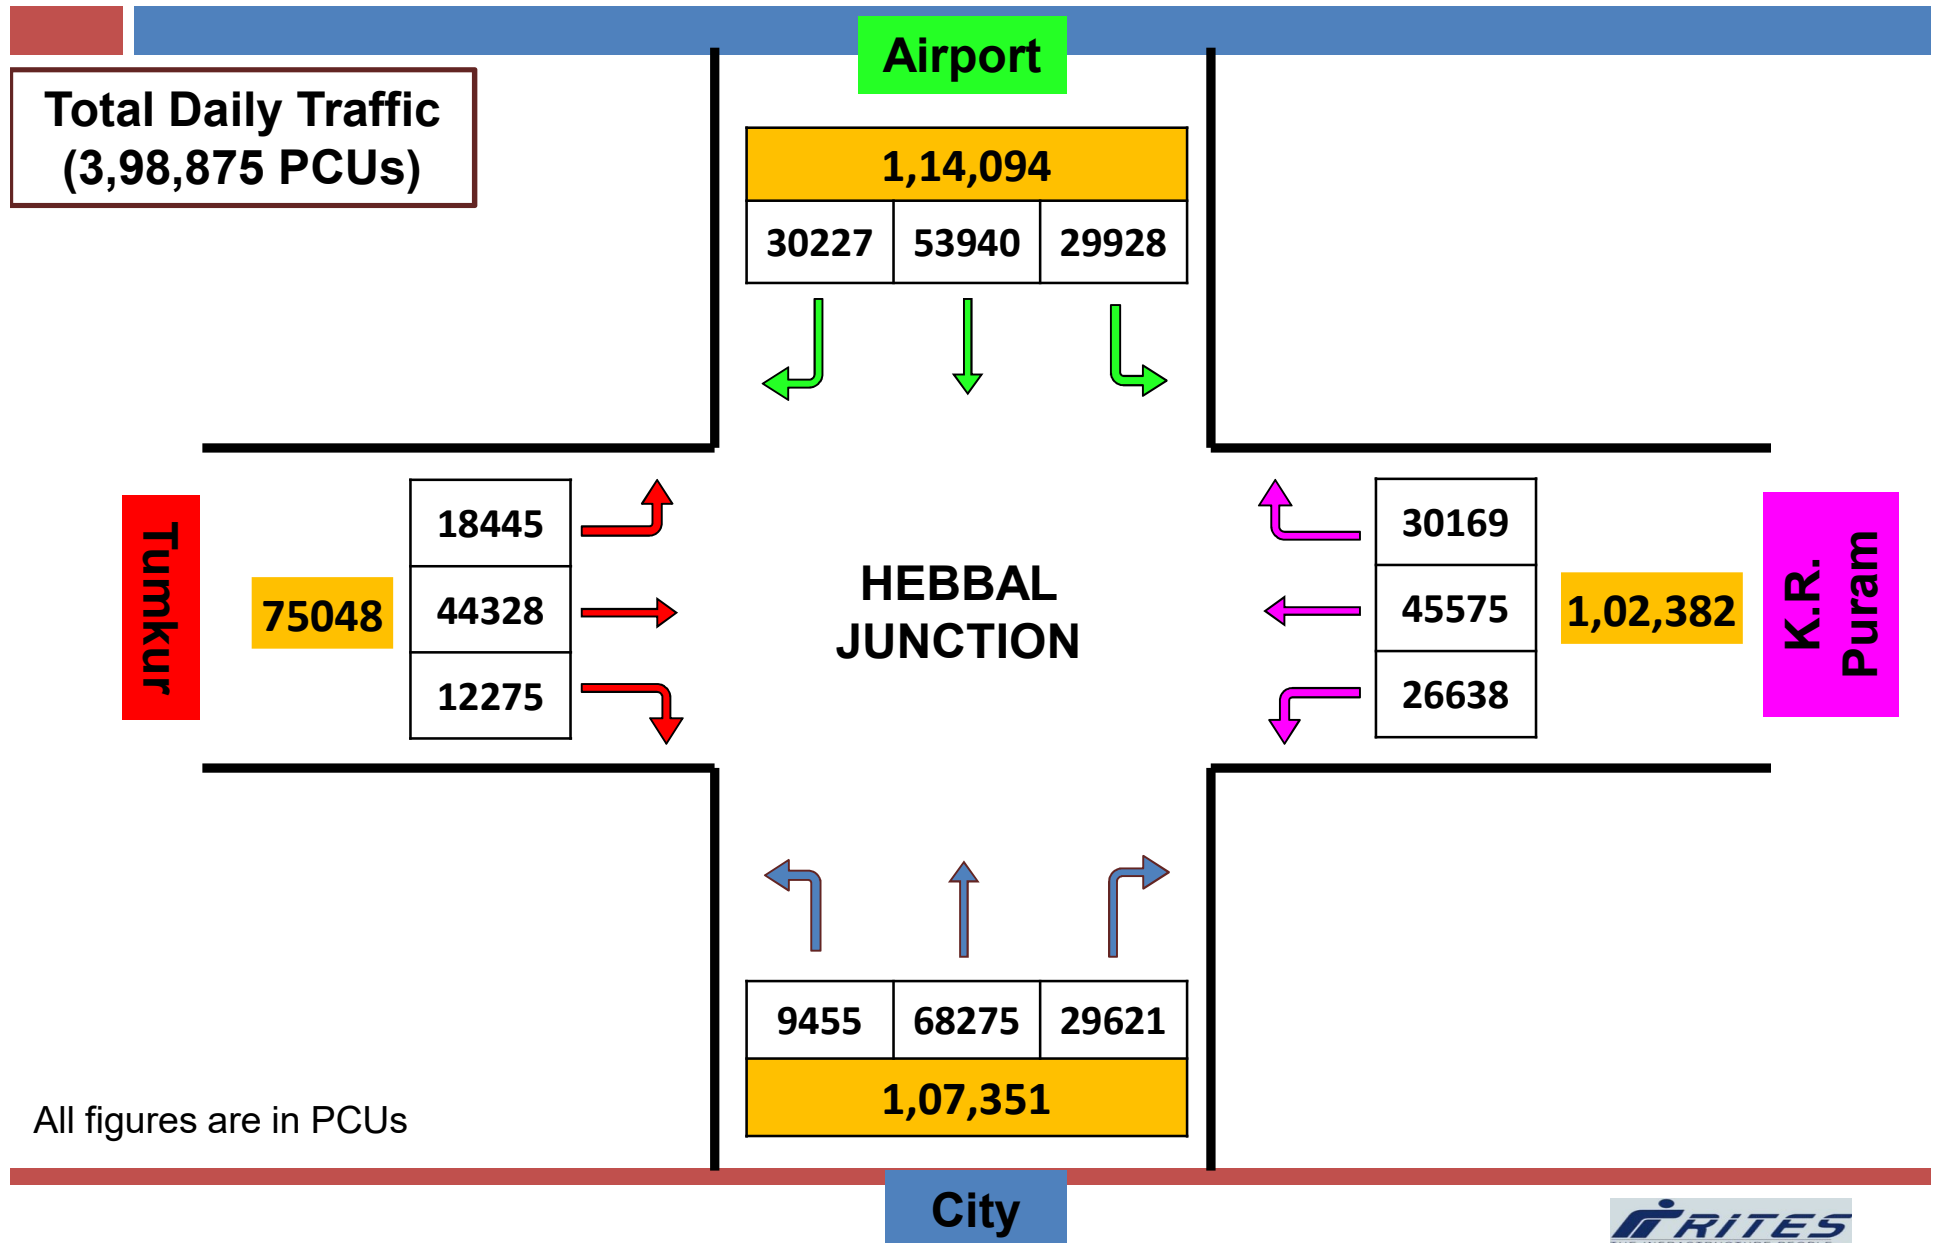 Airport
Total Daily Traffic
(3,98,875 PCUs)
1,14,094
30227 53940 29928
Tumkur
75048
18445
44328
12275
HEBBAL
JUNCTION
30169
45575
26638
1,02,382
K.R.
Puram
9455 68275 29621
1,07,351
All figures are in PCUs
City
RITES